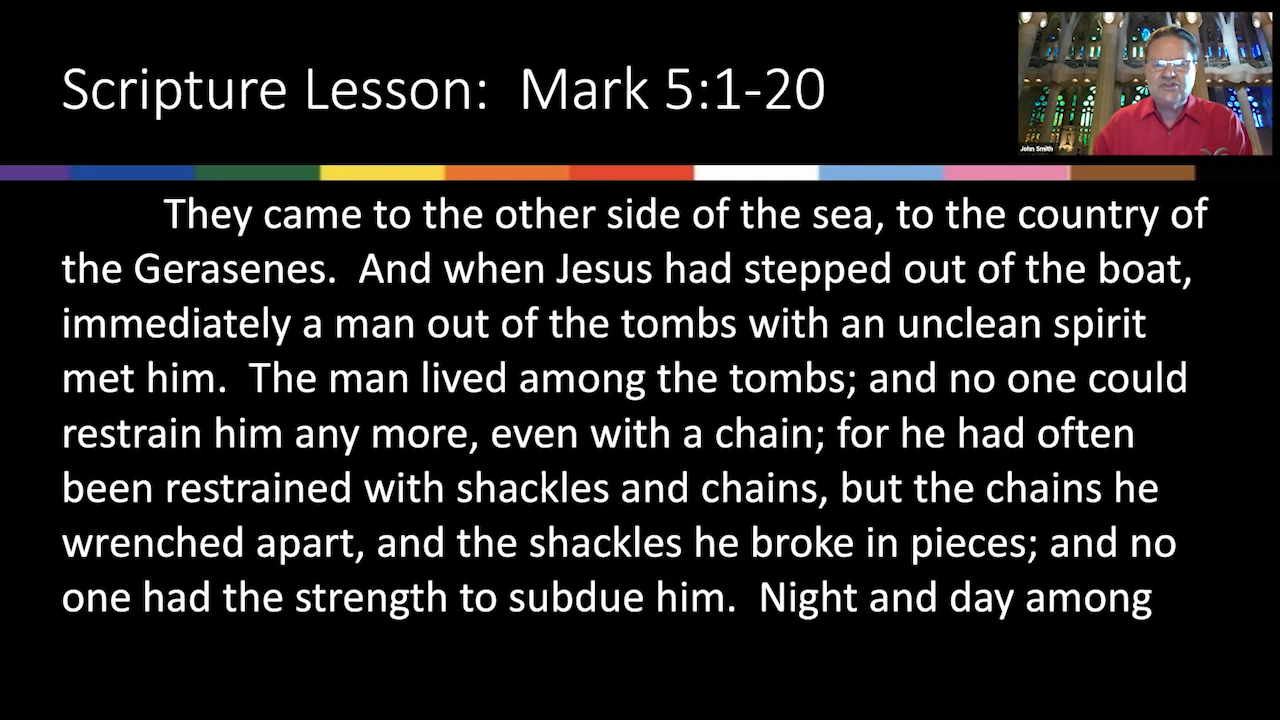 Scripture Lesson:  Mark 5:1-20
John Smith
They came to the other side of the sea, to the country of
the Gerasenes.  And when Jesus had stepped out of the boat,
immediately a man out of the tombs with an unclean spirit
met him.  The man lived among the tombs; and no one could
restrain him any more, even with a chain; for he had often
been restrained with shackles and chains, but the chains he
wrenched apart, and the shackles he broke in pieces; and no
one had the strength to subdue him.  Night and day among